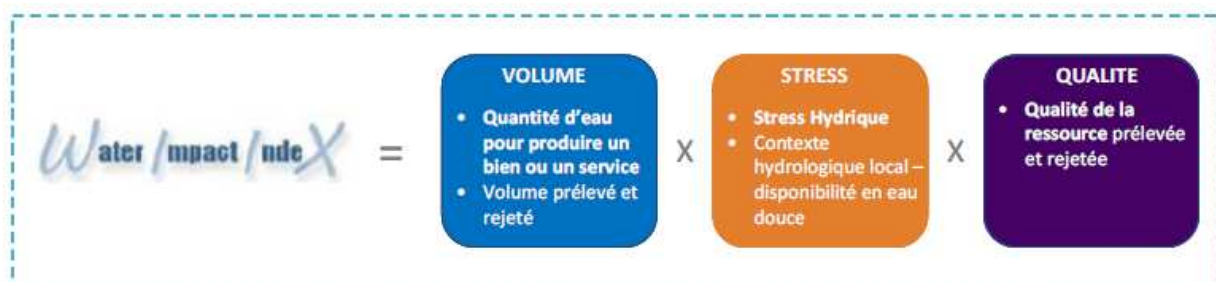 Water Impact IndeX
=
VOLUME
• Quantité d'eau
pour produire un
bien ou un service
• Volume prélevé et
rejeté
X
STRESS
• Stress Hydrique
• Contexte
hydrologique local –
disponibilité en eau
douce
X
QUALITE
• Qualité de la
ressource prélevée
et rejetée